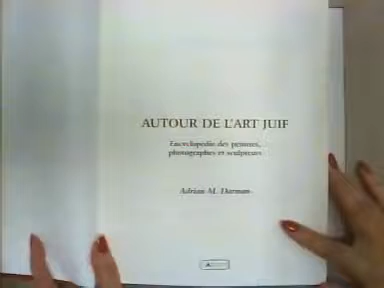 AUTOUR DE L'ART JUIF
Encyclopédie des peintres,
photographes et sculpteurs
Adrian M. Darmon